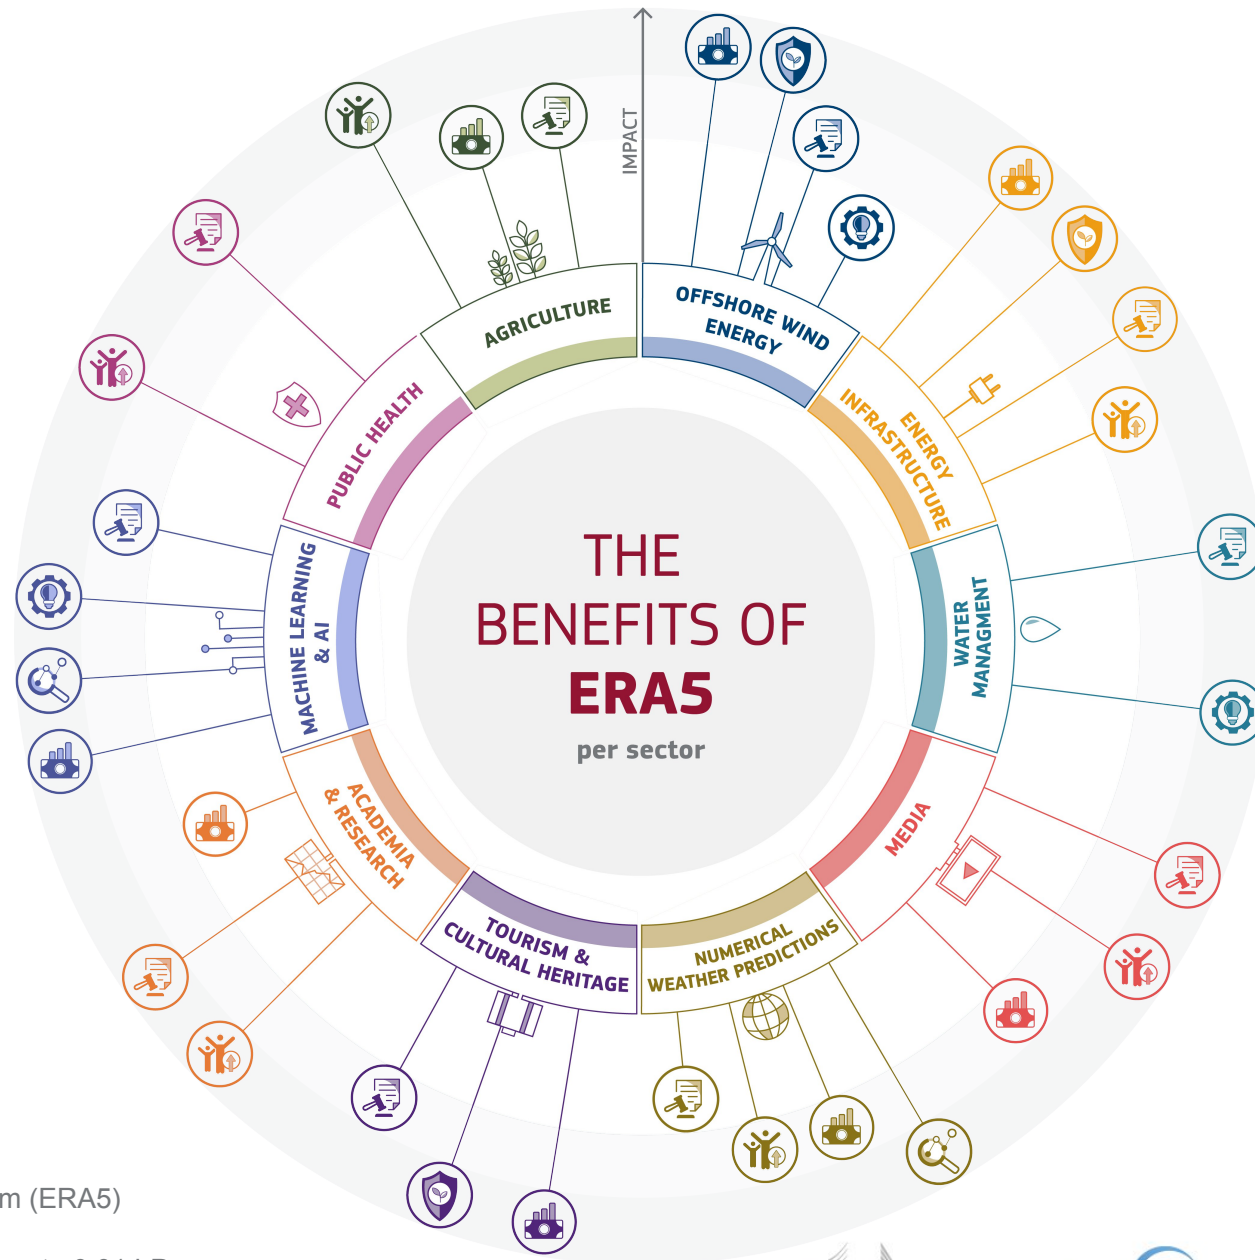 IMPACT
AGRICULTURE
OFFSHORE WIND
ENERGY
ENERGY
INFRASTRUCTURE
PUBLIC HEALTH
MACHINE LEARNING
& AI
THE
BENEFITS OF
ERA5
per sector
WATER
MANAGMENT
ACADEMIA
& RESEARCH
MEDIA
TOURISM &
CULTURAL HERITAGE
NUMERICAL
WEATHER PREDICTIONS
m (ERA5)